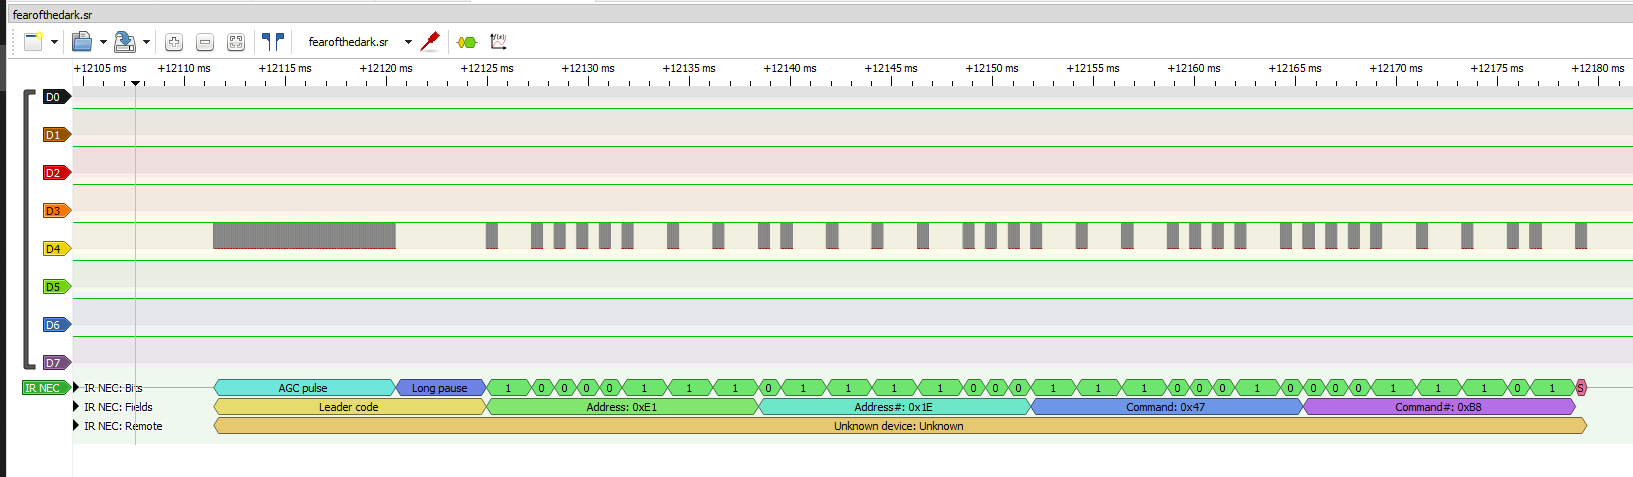 fearofthedark.sr
fearofthedark.sr
f(x)
+12105 ms +12110 ms +12115 ms +12120 ms +12125 ms +12130 ms +12135 ms +12140 ms +12145 ms +12150 ms +12155 ms +12160 ms +12165 ms +12170 ms +12175 ms +12180 ms
D0
D1
D2
D3
D4
D5
D6
D7
IR NEC IR NEC: Bits AGC pulse Long pause 1 0 0 0 0 1 1 1 0 1 1 1 1 0 0 0 1 1 1 0 0 0 1 0 0 0 0 1 1 1 0 1 S
IR NEC: Fields Leader code Address: 0xE1 Address#: 0x1E Command: 0x47 Command#: 0xB8
IR NEC: Remote Unknown device: Unknown